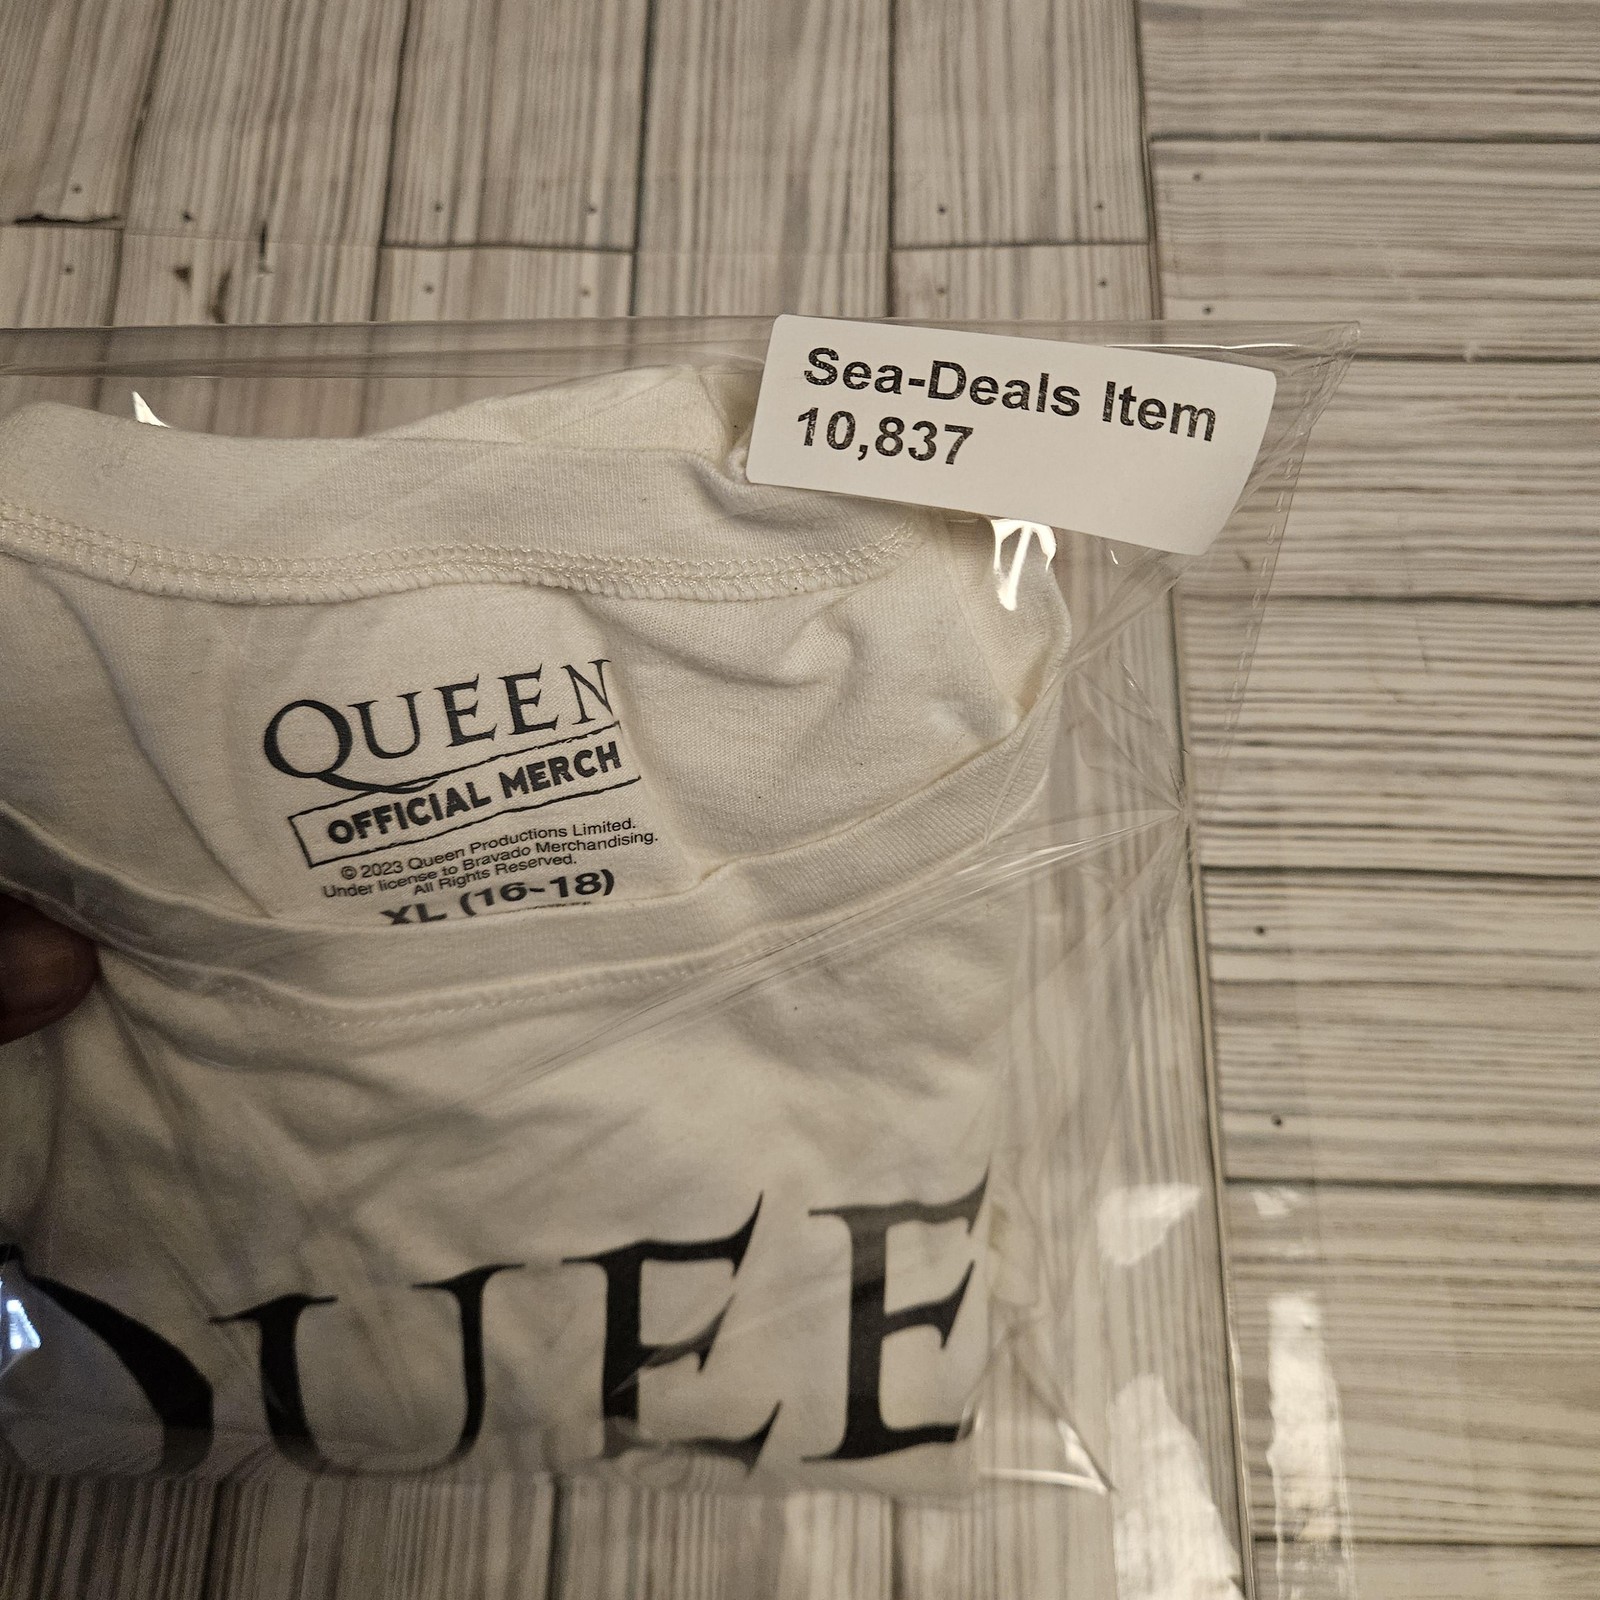 Sea-Deals Item
10,837
QUEEN
OFFICIAL MERCH
© 2023 Queen Productions Limited.
Under license to Bravado Merchandising.
All Rights Reserved.
XL (16-18)
QUEE